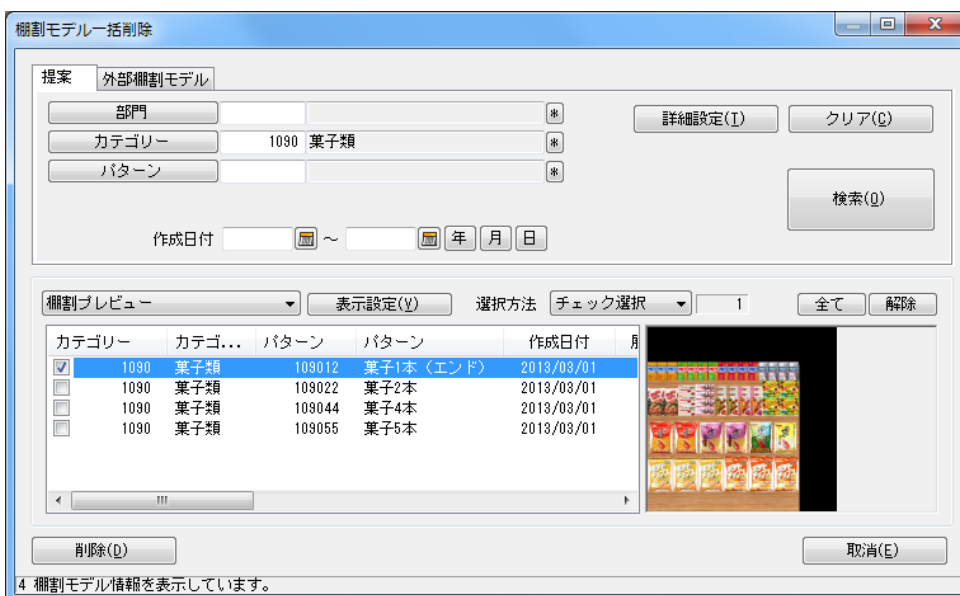 棚割モデル一括削除
提案 外部棚割モデル
部門 *
カテゴリー 1090 菓子類 *
パターン *
詳細設定(I) クリア(C)
検索(Q)
作成日付 ～ 年 月 日
棚割プレビュー 表示設定(V) 選択方法 チェック選択 1 全て 解除
カテゴリー カテゴ... パターン パターン 作成日付
1090 菓子類 109012 菓子1本（エンド） 2013/03/01
1090 菓子類 109022 菓子2本 2013/03/01
1090 菓子類 109044 菓子4本 2013/03/01
1090 菓子類 109055 菓子5本 2013/03/01
削除(D) 取消(E)
4 棚割モデル情報を表示しています。